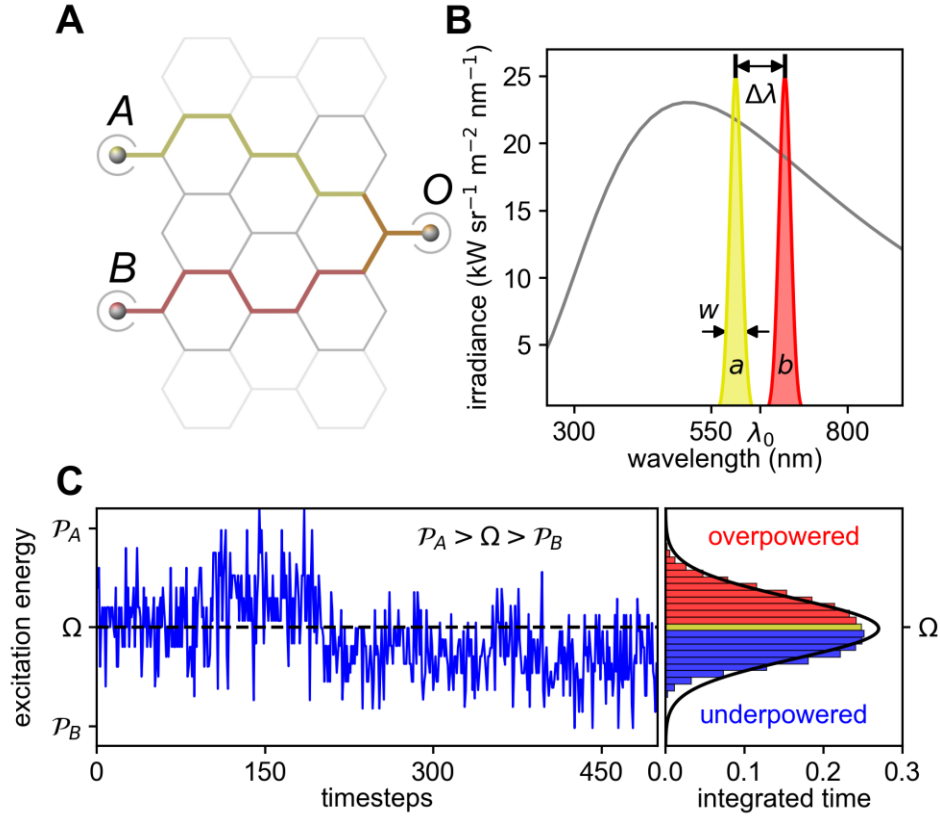 A
A
B
O
B
irradiance (kW sr⁻¹ m⁻² nm⁻¹)
25
20
15
10
5
Δλ
w
a
b
300
550
λ₀
800
wavelength (nm)
C
excitation energy
𝒫_A
Ω
𝒫_B
𝒫_A > Ω > 𝒫_B
0
150
300
450
timesteps
overpowered
underpowered
Ω
0.0
0.1
0.2
0.3
integrated time